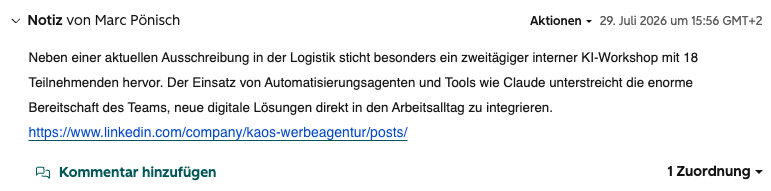 Notiz von Marc Pönisch Aktionen 29. Juli 2026 um 15:56 GMT+2
Neben einer aktuellen Ausschreibung in der Logistik sticht besonders ein zweitägiger interner KI-Workshop mit 18
Teilnehmenden hervor. Der Einsatz von Automatisierungsagenten und Tools wie Claude unterstreicht die enorme
Bereitschaft des Teams, neue digitale Lösungen direkt in den Arbeitsalltag zu integrieren.
https://www.linkedin.com/company/kaos-werbeagentur/posts/
Kommentar hinzufügen 1 Zuordnung